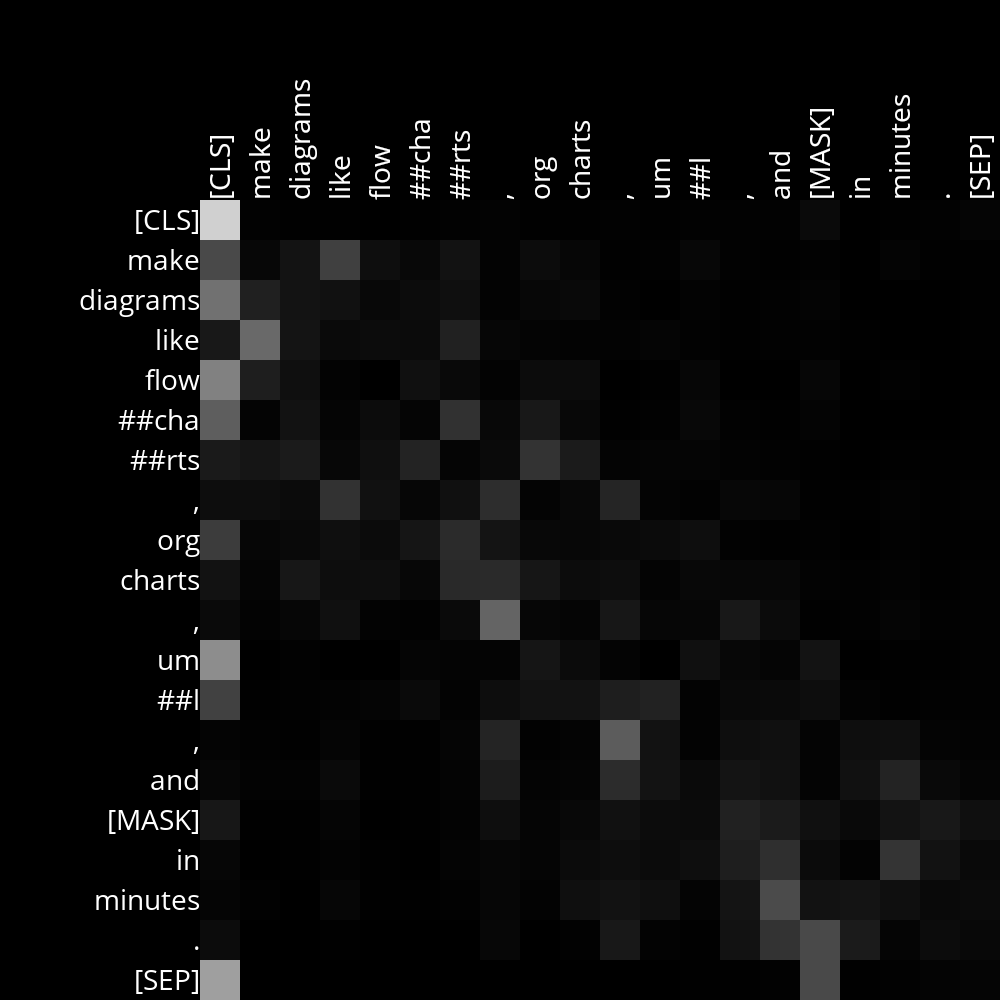 [CLS] make diagrams like flow ##cha ##rts , org charts , um ##l , and [MASK] in minutes . [SEP]
[CLS]
make
diagrams
like
flow
##cha
##rts
,
org
charts
,
um
##l
,
and
[MASK]
in
minutes
.
[SEP]